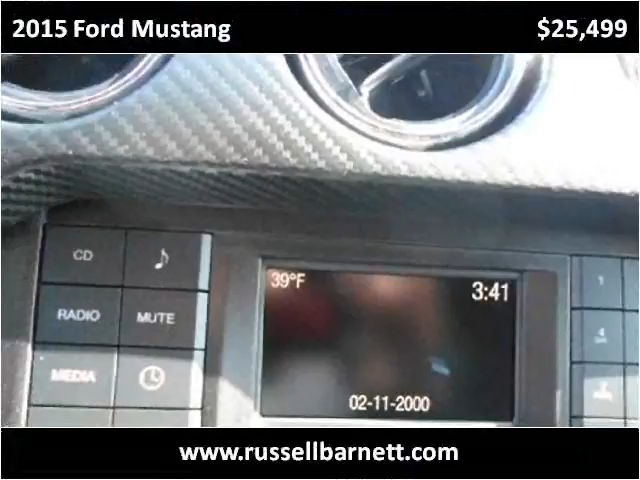 2015 Ford Mustang $25,499
CD
39°F 3:41
1
RADIO MUTE
4
MEDIA
02-11-2000
www.russellbarnett.com